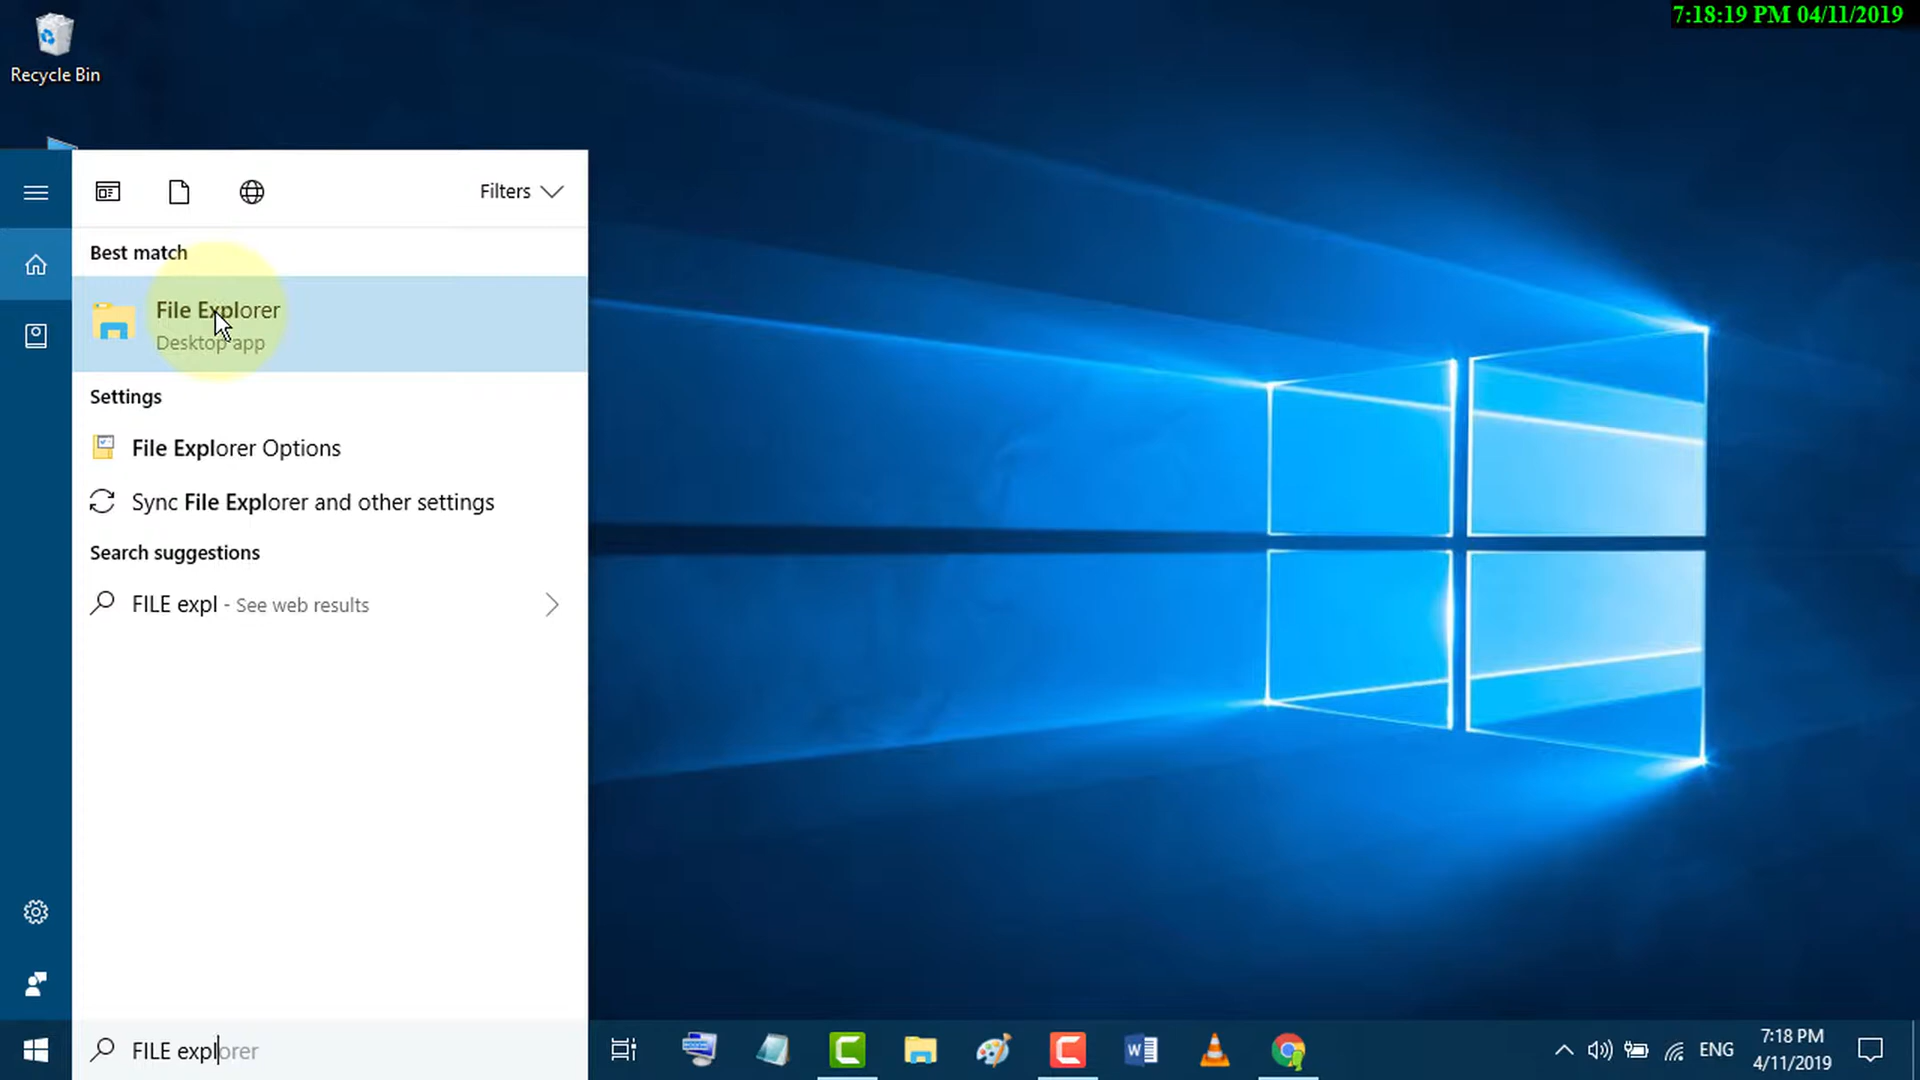 7:18:19 PM 04/11/2019
Recycle Bin
Filters
Best match
File Explorer
Desktop app
Settings
File Explorer Options
Sync File Explorer and other settings
Search suggestions
FILE expl - See web results
FILE explorer
W
ENG
7:18 PM
4/11/2019